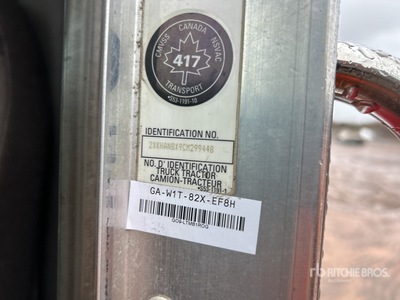 CMVSS CANADA NSVAC
417
TRANSPORT
IDENTIFICATION NO.
NO. D' IDENTIFICATION
TRUCK TRACTOR
CAMION-TRACTEUR
GA-W1T-82X-EF8H
RITCHIE BROS.